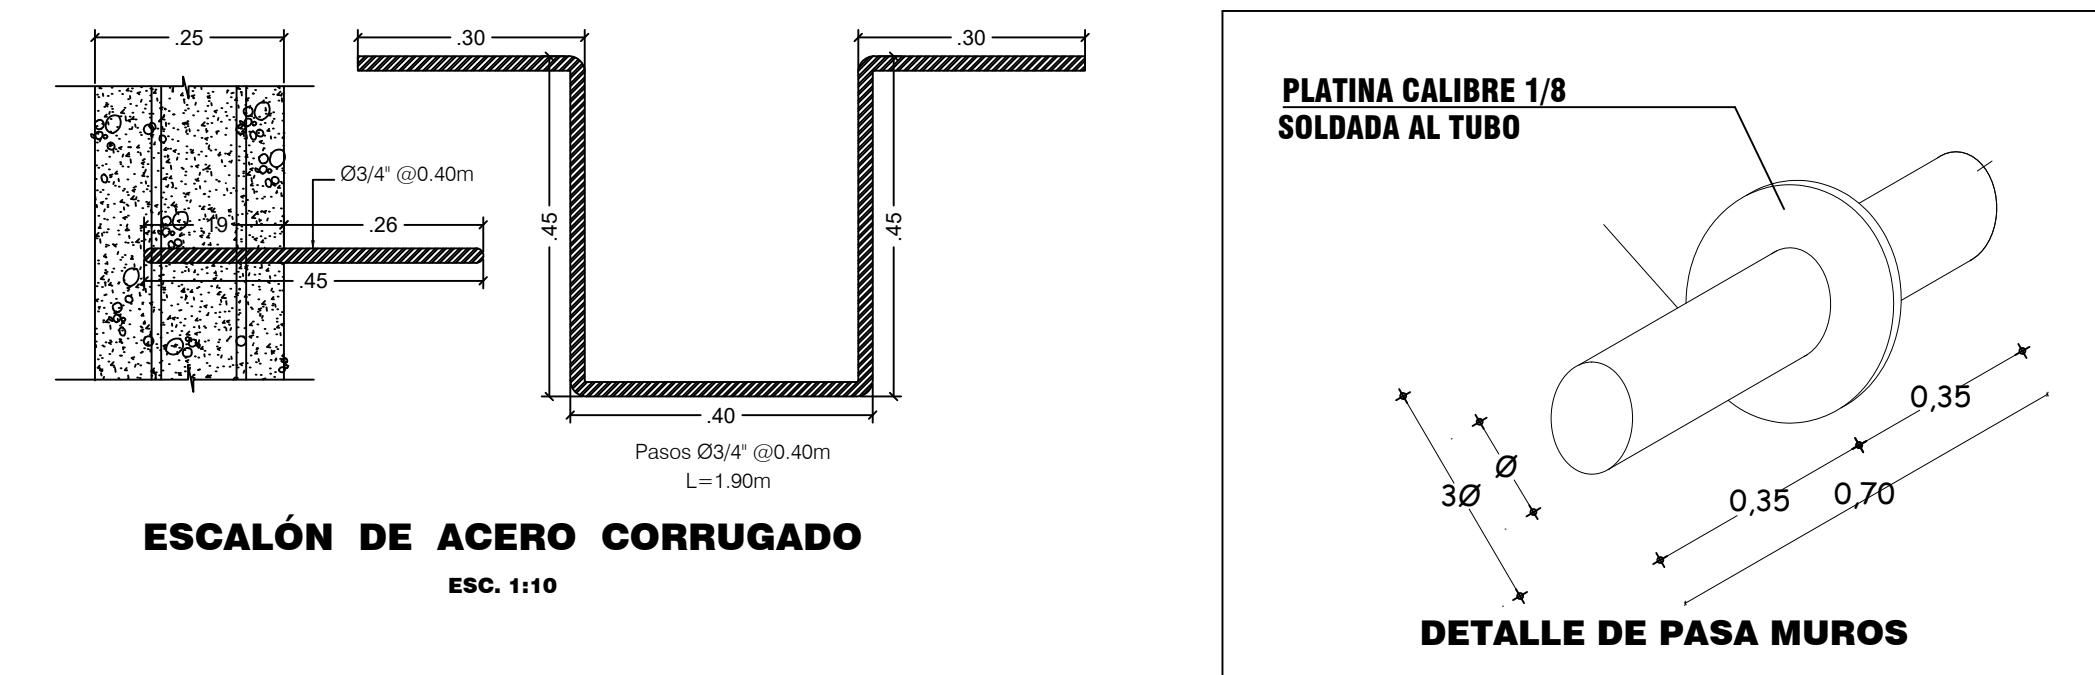 .25
.30
.30
Ø3/4" @0.40m
.19
.26
.45
.45
.45
.40
Pasos Ø3/4" @0.40m
L=1.90m
ESCALÓN DE ACERO CORRUGADO
ESC. 1:10
PLATINA CALIBRE 1/8
SOLDADA AL TUBO
0,35
Ø
3Ø
0,35
0,70
DETALLE DE PASA MUROS